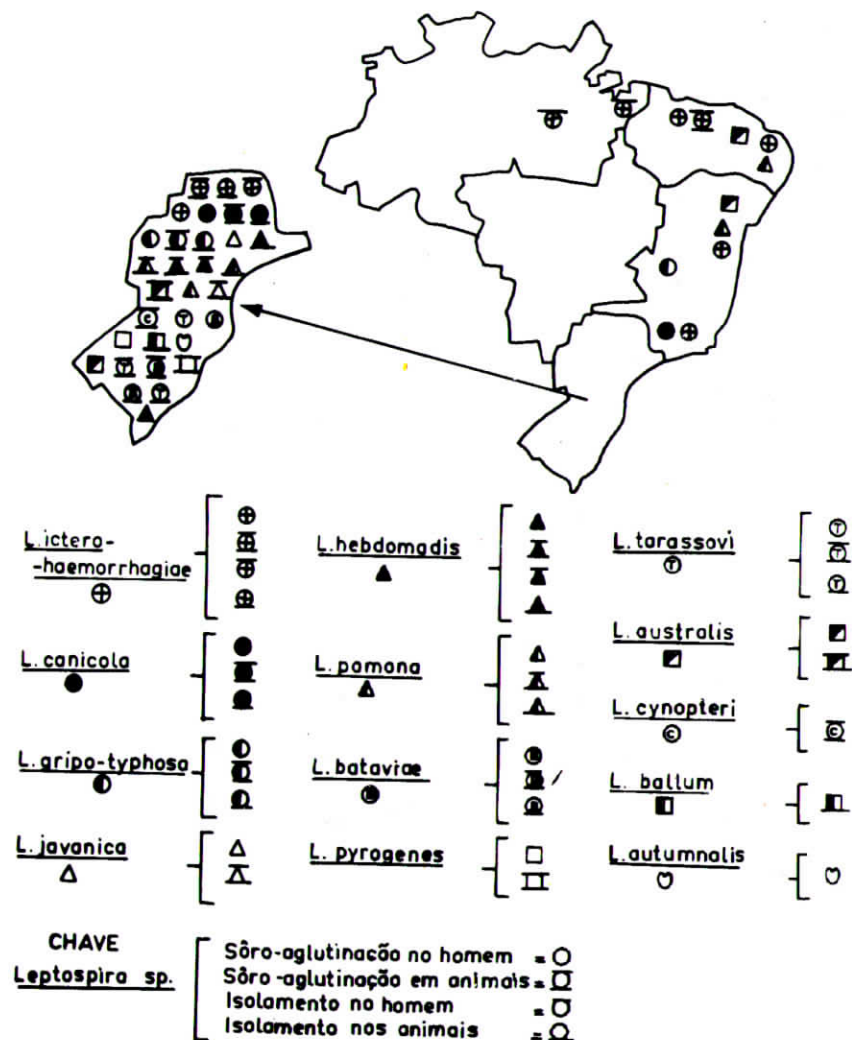 L. ictero-
-haemorrhagiae
L. canicola
L. gripo-typhosa
L. javanica
L. hebdomadis
L. pomona
L. bataviae
L. pyrogenes
L. tarassovi
L. australis
L. cynopteri
L. ballum
L. autumnalis
CHAVE
Leptospira sp.
Sôro-aglutinacão no homem =
Sôro-aglutinação em animais =
Isolamento no homem =
Isolamento nos animais =